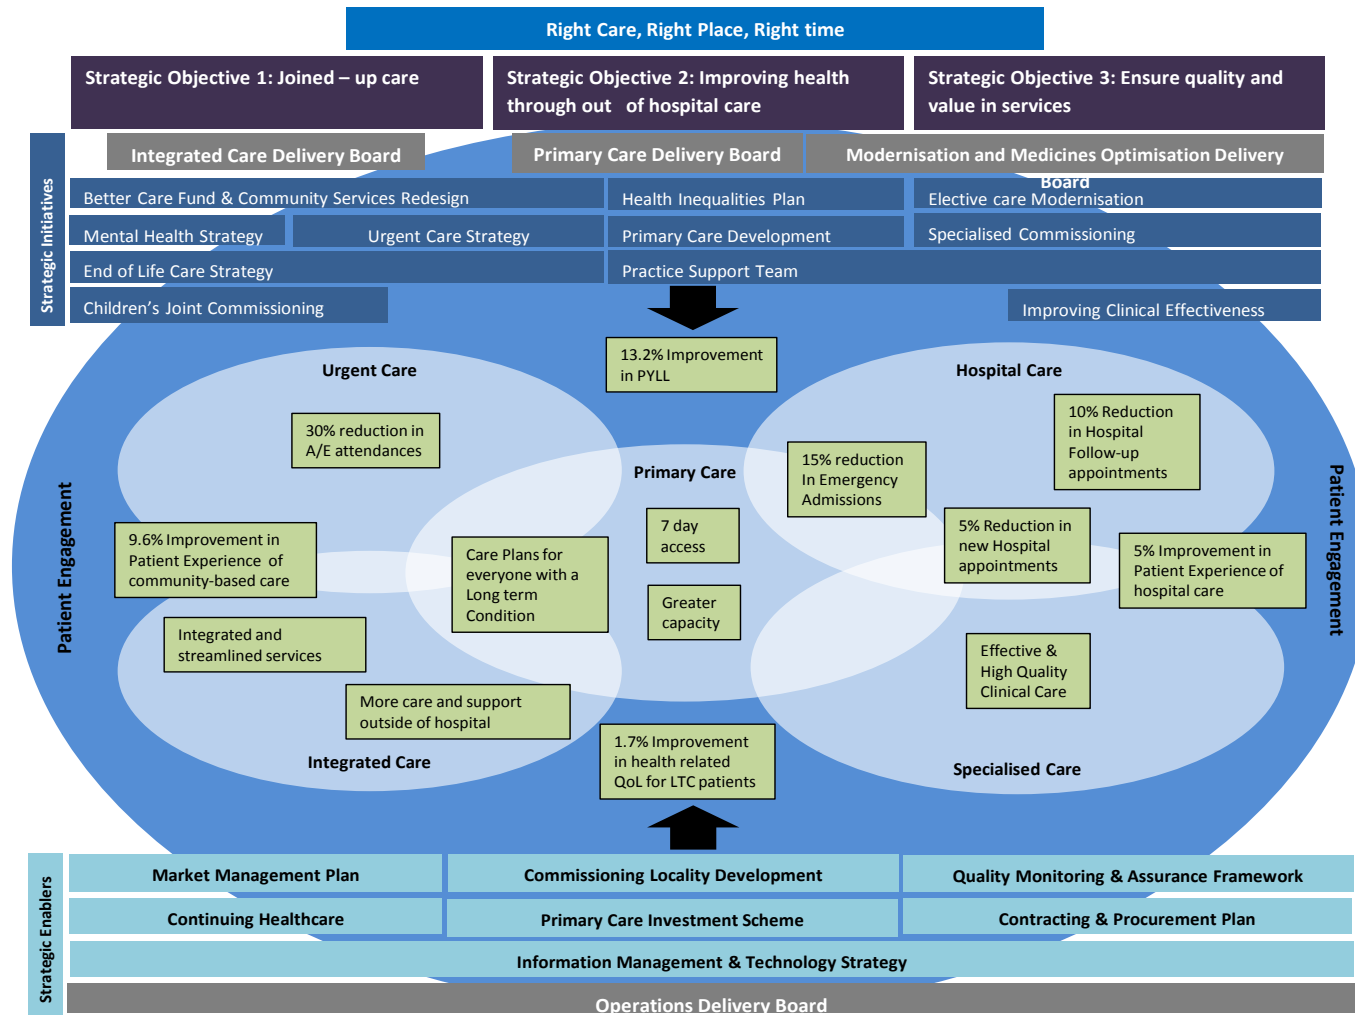 Right Care, Right Place, Right time
Strategic Objective 1: Joined – up care
Strategic Objective 2: Improving health
through out of hospital care
Strategic Objective 3: Ensure quality and
value in services
Strategic Initiatives
Integrated Care Delivery Board
Primary Care Delivery Board
Modernisation and Medicines Optimisation Delivery
Board
Better Care Fund & Community Services Redesign
Health Inequalities Plan
Elective care Modernisation
Mental Health Strategy
Urgent Care Strategy
Primary Care Development
Specialised Commissioning
End of Life Care Strategy
Practice Support Team
Children's Joint Commissioning
Improving Clinical Effectiveness
13.2% Improvement
in PYLL
Urgent Care
Hospital Care
30% reduction in
A/E attendances
10% Reduction
in Hospital
Follow-up
appointments
Primary Care
15% reduction
In Emergency
Admissions
Patient Engagement
Patient Engagement
9.6% Improvement in
Patient Experience of
community-based care
Care Plans for
everyone with a
Long term
Condition
7 day
access
5% Reduction in
new Hospital
appointments
5% Improvement in
Patient Experience of
hospital care
Greater
capacity
Integrated and
streamlined services
Effective &
High Quality
Clinical Care
More care and support
outside of hospital
Integrated Care
1.7% Improvement
in health related
QoL for LTC patients
Specialised Care
Strategic Enablers
Market Management Plan
Commissioning Locality Development
Quality Monitoring & Assurance Framework
Continuing Healthcare
Primary Care Investment Scheme
Contracting & Procurement Plan
Information Management & Technology Strategy
Operations Delivery Board